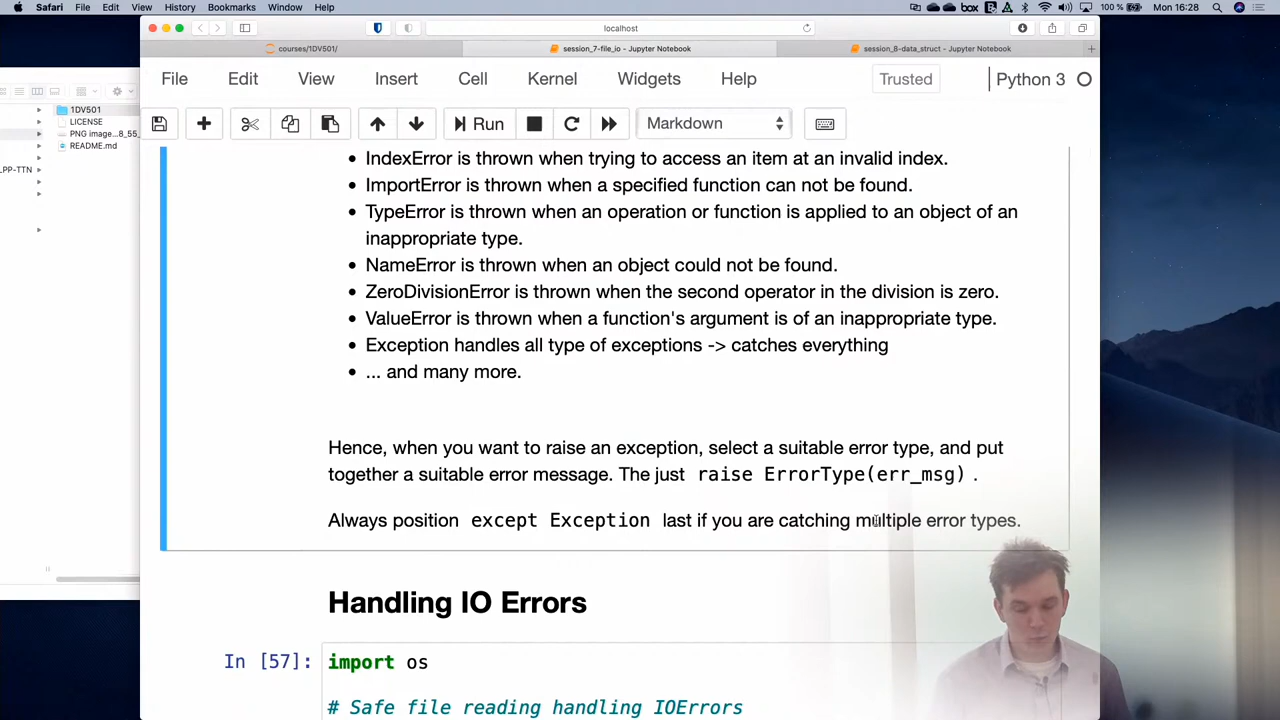 Safari File Edit View History Bookmarks Window Help box 100 % Mon 16:28
localhost
courses/1DV501/ session_7-file_io - Jupyter Notebook session_8-data_struct - Jupyter Notebook
File Edit View Insert Cell Kernel Widgets Help Trusted Python 3
Run Markdown
1DV501
LICENSE
PNG image...8_55_
README.md
LPP-TTN
• IndexError is thrown when trying to access an item at an invalid index.
• ImportError is thrown when a specified function can not be found.
• TypeError is thrown when an operation or function is applied to an object of an
inappropriate type.
• NameError is thrown when an object could not be found.
• ZeroDivisionError is thrown when the second operator in the division is zero.
• ValueError is thrown when a function's argument is of an inappropriate type.
• Exception handles all type of exceptions -> catches everything
• ... and many more.
Hence, when you want to raise an exception, select a suitable error type, and put
together a suitable error message. The just raise ErrorType(err_msg) .
Always position except Exception last if you are catching multiple error types.
Handling IO Errors
In [57]: import os
# Safe file reading handling IOErrors